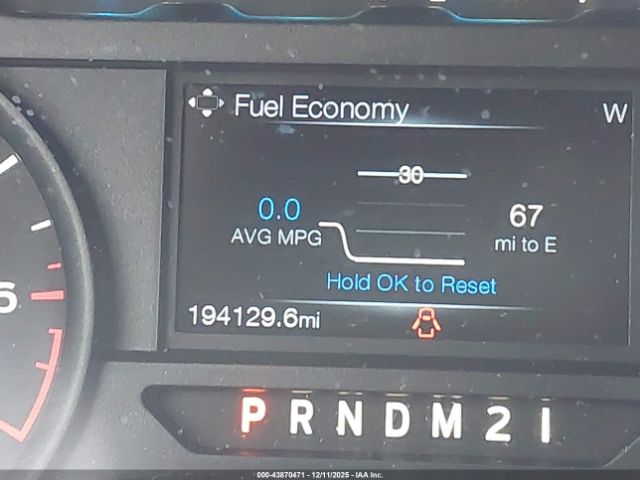 Fuel Economy
W
30
0.0
AVG MPG
67
mi to E
Hold OK to Reset
194129.6mi
6
P R N D M 2 1
000-43870471 - 12/11/2025 - IAA Inc.